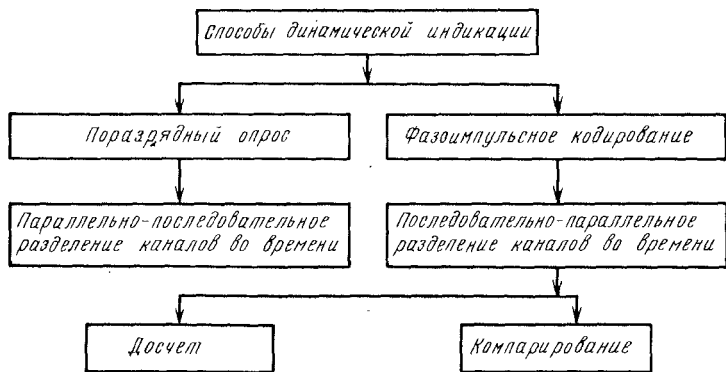 Способы динамической индикации
Поразрядный опрос
Фазоимпульсное кодирование
Параллельно-последовательное
разделение каналов во времени
Последовательно-параллельное
разделение каналов во времени
Досчет
Компарирование